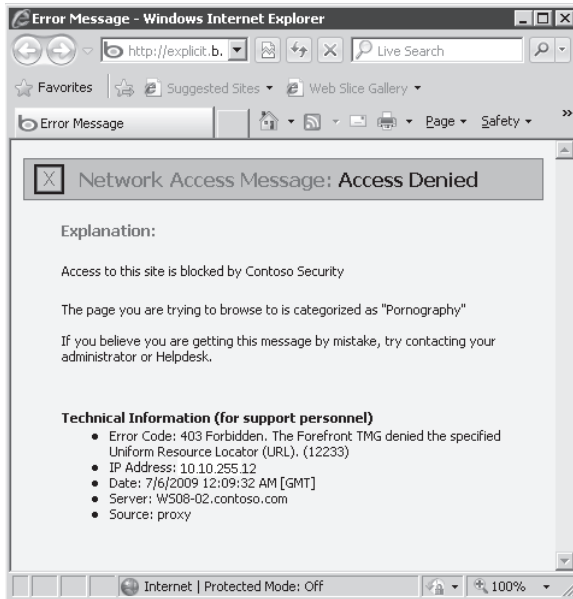 Error Message - Windows Internet Explorer
http://explicit.b.
Live Search
Favorites
Suggested Sites
Web Slice Gallery
Error Message
Page
Safety
»
X Network Access Message: Access Denied
Explanation:
Access to this site is blocked by Contoso Security
The page you are trying to browse to is categorized as "Pornography"
If you believe you are getting this message by mistake, try contacting your
administrator or Helpdesk.
Technical Information (for support personnel)
• Error Code: 403 Forbidden. The Forefront TMG denied the specified
Uniform Resource Locator (URL). (12233)
• IP Address: 10.10.255.12
• Date: 7/6/2009 12:09:32 AM [GMT]
• Server: WS08-02.contoso.com
• Source: proxy
Internet | Protected Mode: Off
100%